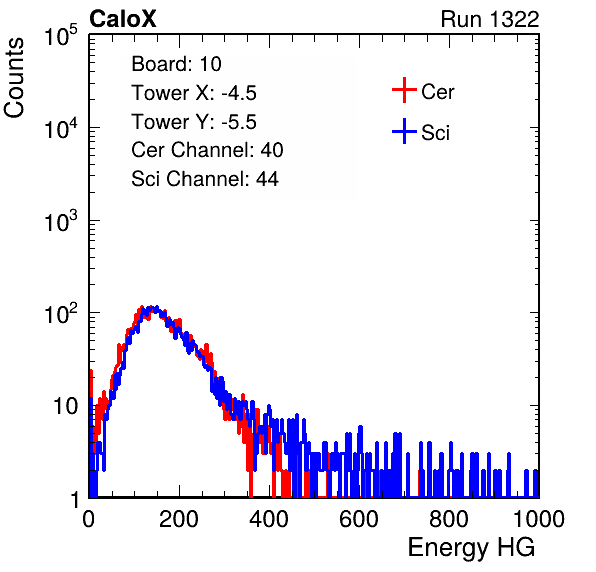 CaloX Run 1322
Counts
Board: 10
Tower X: -4.5
Tower Y: -5.5
Cer Channel: 40
Sci Channel: 44
Cer
Sci
10^5
10^4
10^3
10^2
10
1
0 200 400 600 800 1000
Energy HG